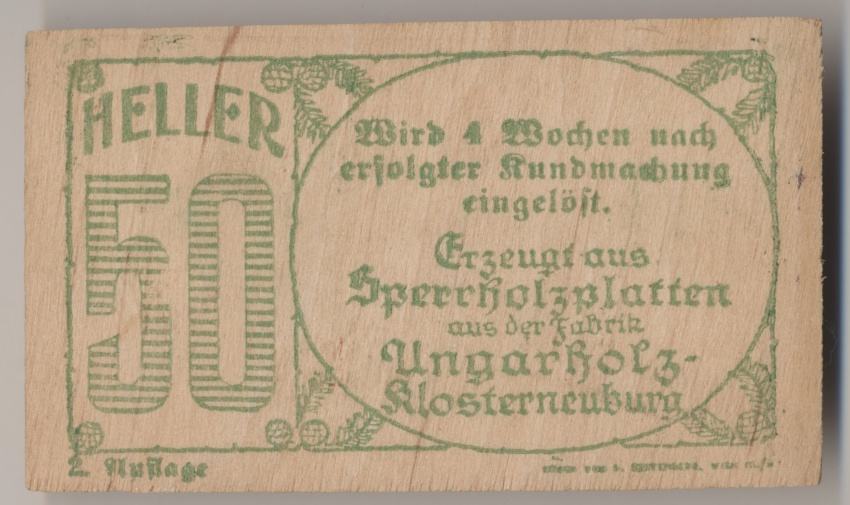 HELLER
50
Wird 4 Wochen nach
erfolgter Kundmachung
eingelöst.
Erzeugt aus
Sperrholzplatten
aus der Fabrik
Ungarholz-
Klosterneuburg
2. Auflage